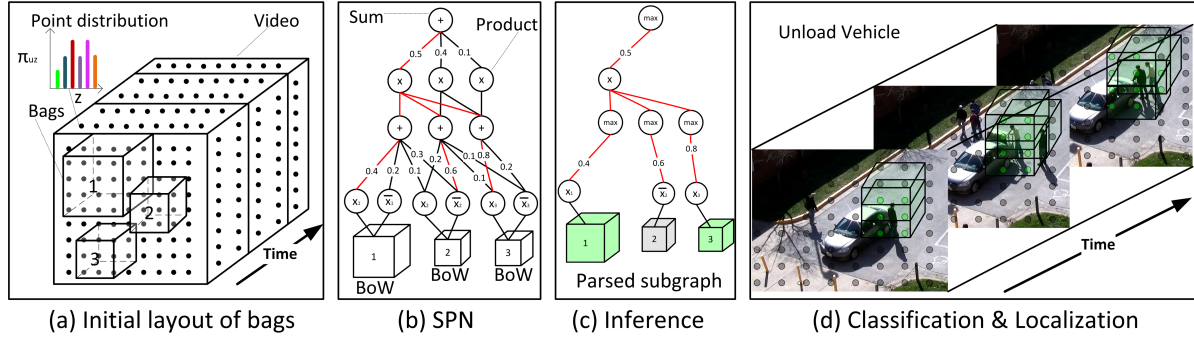 Point distribution
Video
π_uz
z
Bags
1
2
3
Time
(a) Initial layout of bags
Sum
Product
+
0.5
0.4
0.1
x
x
x
+
+
+
0.4
0.2
0.3
0.1
0.2
0.6
0.8
0.1
0.1
0.2
x₁
x̅₁
x₂
x̅₂
x₃
x̅₃
1
2
3
BoW
BoW
BoW
(b) SPN
max
0.5
x
max
max
max
0.4
0.6
0.8
x₁
x̅₂
x₃
1
2
3
Parsed subgraph
(c) Inference
Unload Vehicle
Time
(d) Classification & Localization